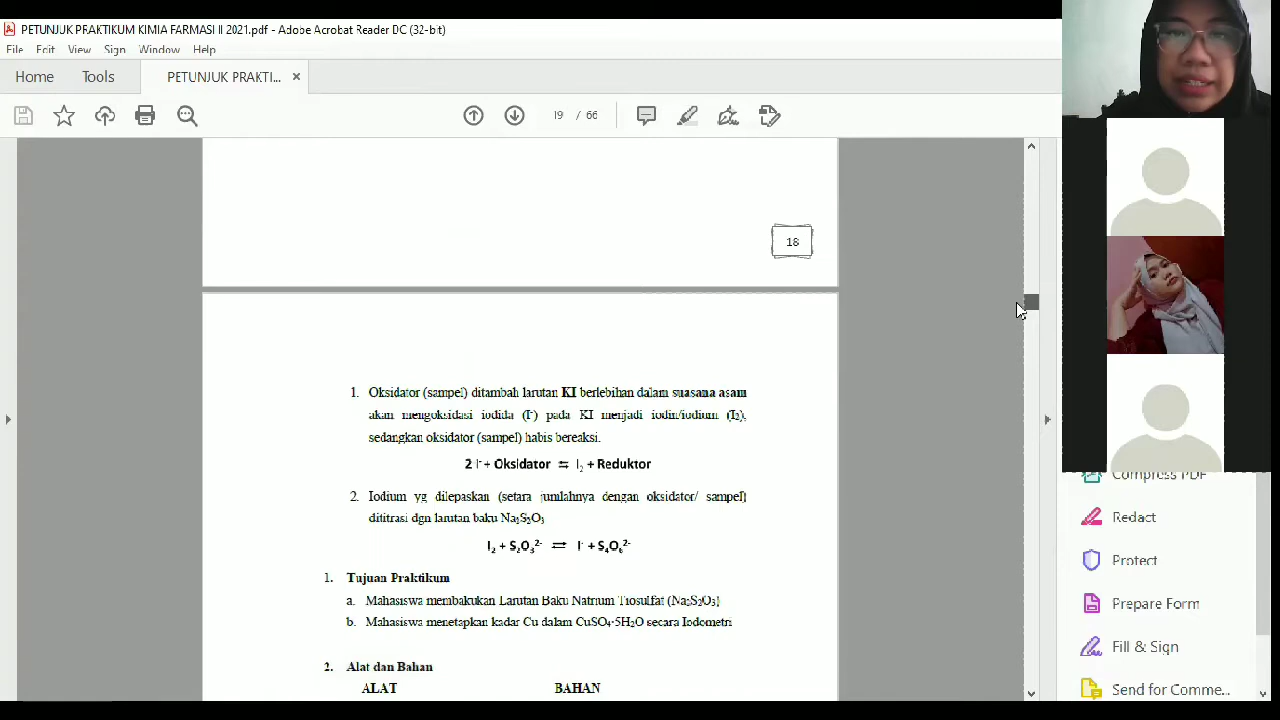 PETUNJUK PRAKTIKUM KIMIA FARMASI II 2021.pdf - Adobe Acrobat Reader DC (32-bit)
File Edit View Sign Window Help
Home Tools PETUNJUK PRAKTI... ×
19 / 66
18
1. Oksidator (sampel) ditambah larutan KI berlebihan dalam suasana asam
akan mengoksidasi iodida (I⁻) pada KI menjadi iodin/iodium (I₂),
sedangkan oksidator (sampel) habis bereaksi.
2 I⁻ + Oksidator ⇆ I₂ + Reduktor
2. Iodium yg dilepaskan (setara jumlahnya dengan oksidator/ sampel)
dititrasi dgn larutan baku Na₂S₂O₃
I₂ + S₂O₃²⁻ ⇄ I⁻ + S₄O₆²⁻
1. Tujuan Praktikum
a. Mahasiswa membakukan Larutan Baku Natrium Tiosulfat (Na₂S₂O₃)
b. Mahasiswa menetapkan kadar Cu dalam CuSO₄·5H₂O secara Iodometri
2. Alat dan Bahan
ALAT BAHAN
Compress PDF
Redact
Protect
Prepare Form
Fill & Sign
Send for Comme...